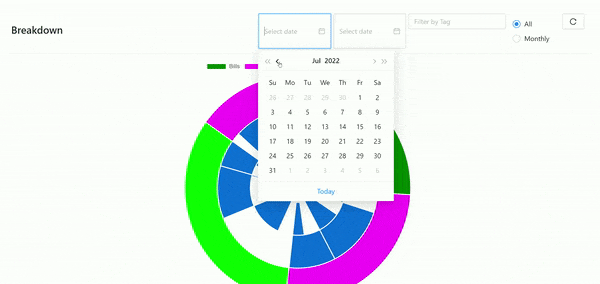 Breakdown
Select date
Select date
Filter by Tag
All
Monthly
Bills
Jul 2022
Su Mo Tu We Th Fr Sa
26 27 28 29 30 1 2
3 4 5 6 7 8 9
10 11 12 13 14 15 16
17 18 19 20 21 22 23
24 25 26 27 28 29 30
31 1 2 3 4 5 6
Today